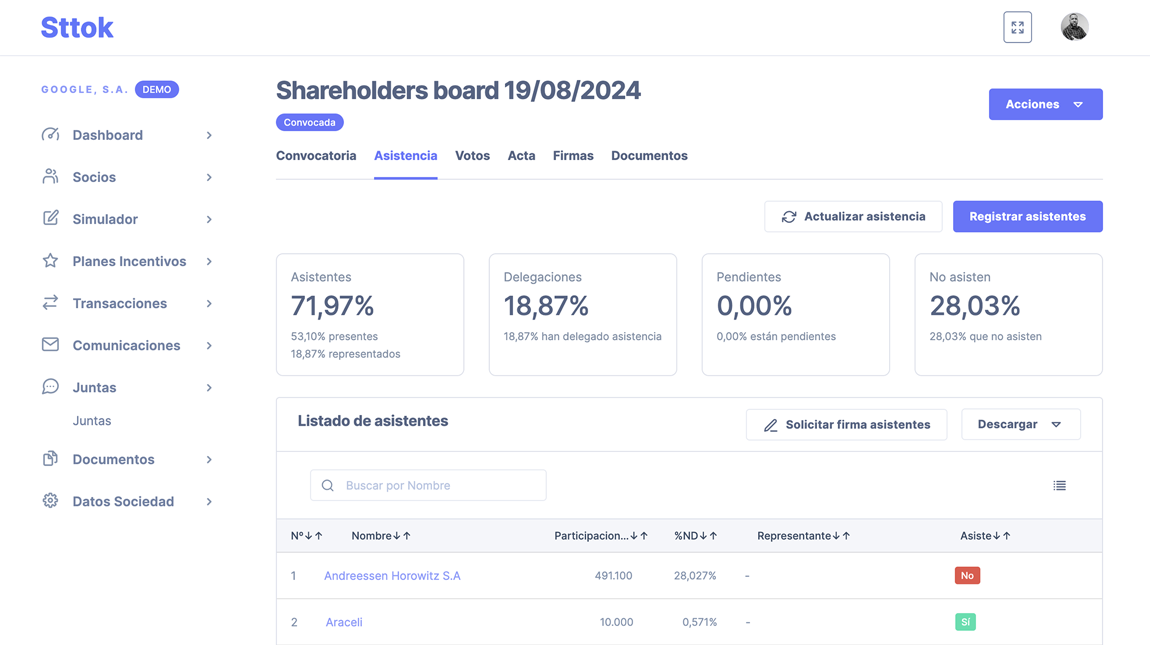 Sttok
GOOGLE, S.A. DEMO
Dashboard
Socios
Simulador
Planes Incentivos
Transacciones
Comunicaciones
Juntas
Juntas
Documentos
Datos Sociedad
Shareholders board 19/08/2024
Acciones
Convocada
Convocatoria Asistencia Votos Acta Firmas Documentos
Actualizar asistencia Registrar asistentes
Asistentes
71,97%
53,10% presentes
18,87% representados
Delegaciones
18,87%
18,87% han delegado asistencia
Pendientes
0,00%
0,00% están pendientes
No asisten
28,03%
28,03% que no asisten
Listado de asistentes
Solicitar firma asistentes Descargar
Buscar por Nombre
Nº↓↑ Nombre↓↑ Participacion...↓↑ %ND↓↑ Representante↓↑ Asiste↓↑
1 Andreessen Horowitz S.A 491.100 28,027% - No
2 Araceli 10.000 0,571% - Sí